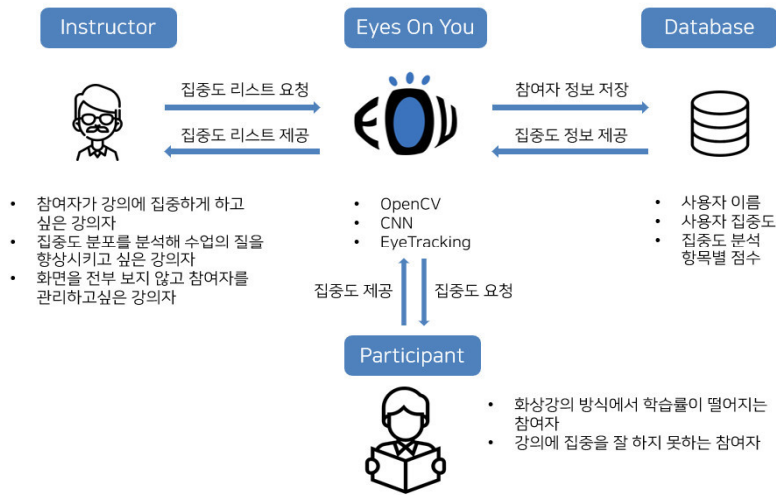 Instructor
Eyes On You
Database
집중도 리스트 요청
집중도 리스트 제공
EOU
참여자 정보 저장
집중도 정보 제공
• 참여자가 강의에 집중하게 하고
싶은 강의자
• 집중도 분포를 분석해 수업의 질을
향상시키고 싶은 강의자
• 화면을 전부 보지 않고 참여자를
관리하고싶은 강의자
• OpenCV
• CNN
• EyeTracking
• 사용자 이름
• 사용자 집중도
• 집중도 분석
항목별 점수
집중도 제공
집중도 요청
Participant
• 화상강의 방식에서 학습률이 떨어지는
참여자
• 강의에 집중을 잘 하지 못하는 참여자